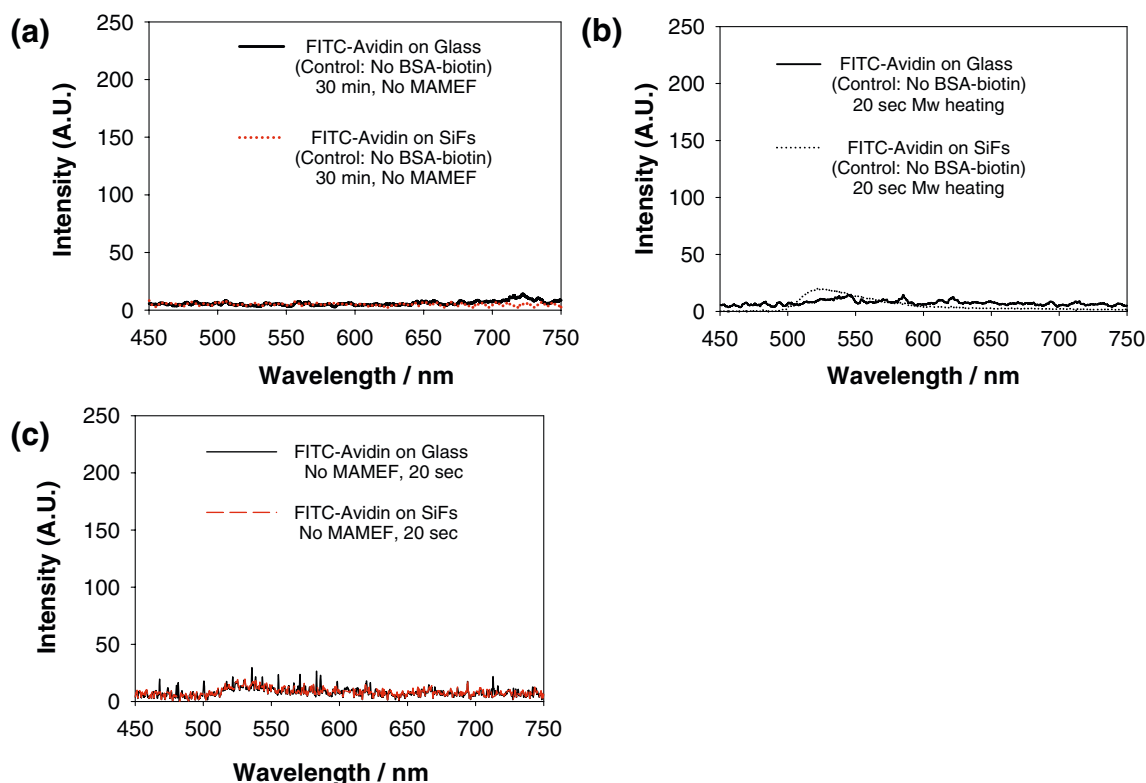 (a)
250
200
150
100
50
0
Intensity (A.U.)
FITC-Avidin on Glass
(Control: No BSA-biotin)
30 min, No MAMEF
FITC-Avidin on SiFs
(Control: No BSA-biotin)
30 min, No MAMEF
450 500 550 600 650 700 750
Wavelength / nm
(b)
250
200
150
100
50
0
Intensity (A.U.)
FITC-Avidin on Glass
(Control: No BSA-biotin)
20 sec Mw heating
FITC-Avidin on SiFs
(Control: No BSA-biotin)
20 sec Mw heating
450 500 550 600 650 700 750
Wavelength / nm
(c)
250
200
150
100
50
0
Intensity (A.U.)
FITC-Avidin on Glass
No MAMEF, 20 sec
FITC-Avidin on SiFs
No MAMEF, 20 sec
450 500 550 600 650 700 750
Wavelength / nm